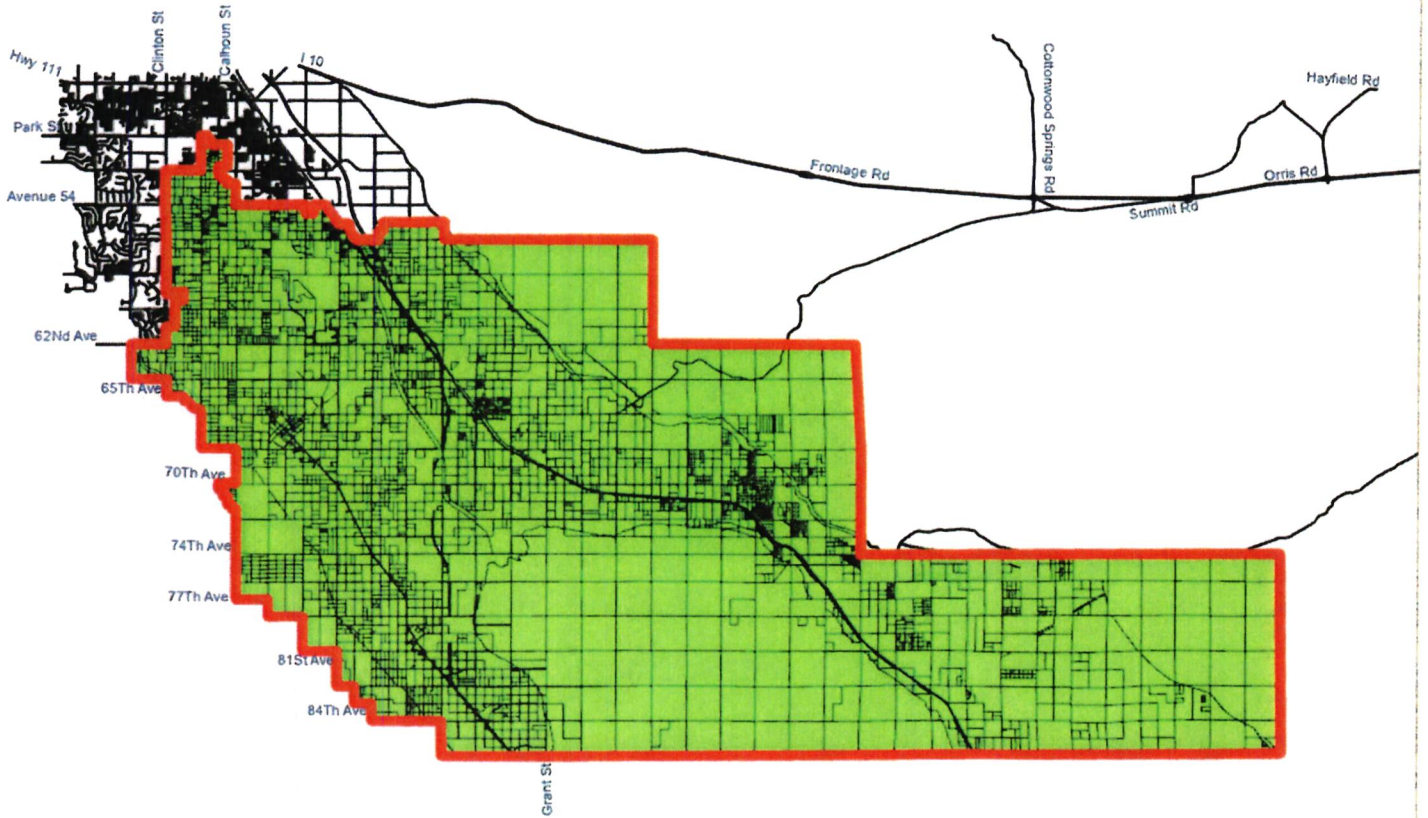 Clinton St
Calhoun St
Hwy 111
I 10
Cottonwood Springs Rd
Hayfield Rd
Park St
Frontage Rd
Orris Rd
Avenue 54
Summit Rd
62Nd Ave
65Th Ave
70Th Ave
74Th Ave
77Th Ave
81St Ave
84Th Ave
Grant St